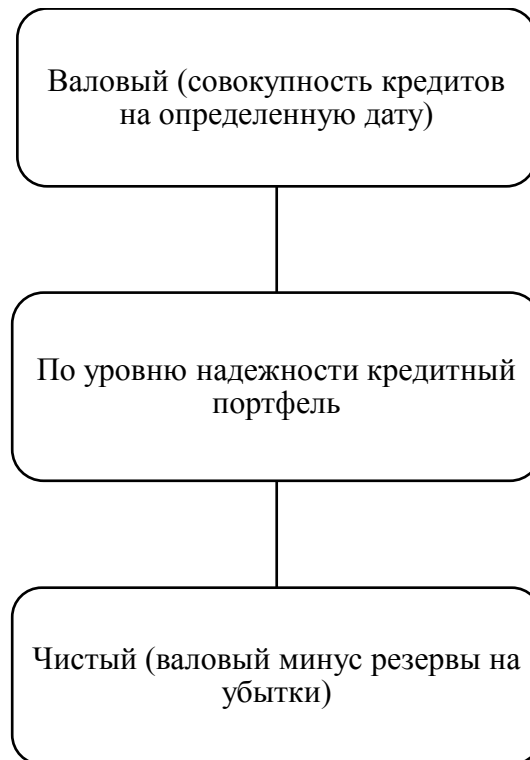 Валовый (совокупность кредитов
на определенную дату)
По уровню надежности кредитный
портфель
Чистый (валовый минус резервы на
убытки)